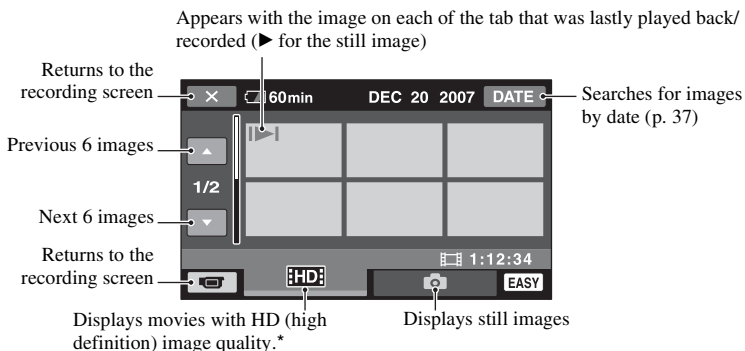 Appears with the image on each of the tab that was lastly played back/
recorded (▶ for the still image)
Returns to the
recording screen
× 60min DEC 20 2007 DATE
Searches for images
by date (p. 37)
Previous 6 images
1/2
Next 6 images
1:12:34
Returns to the
recording screen
HD
EASY
Displays movies with HD (high
definition) image quality.*
Displays still images